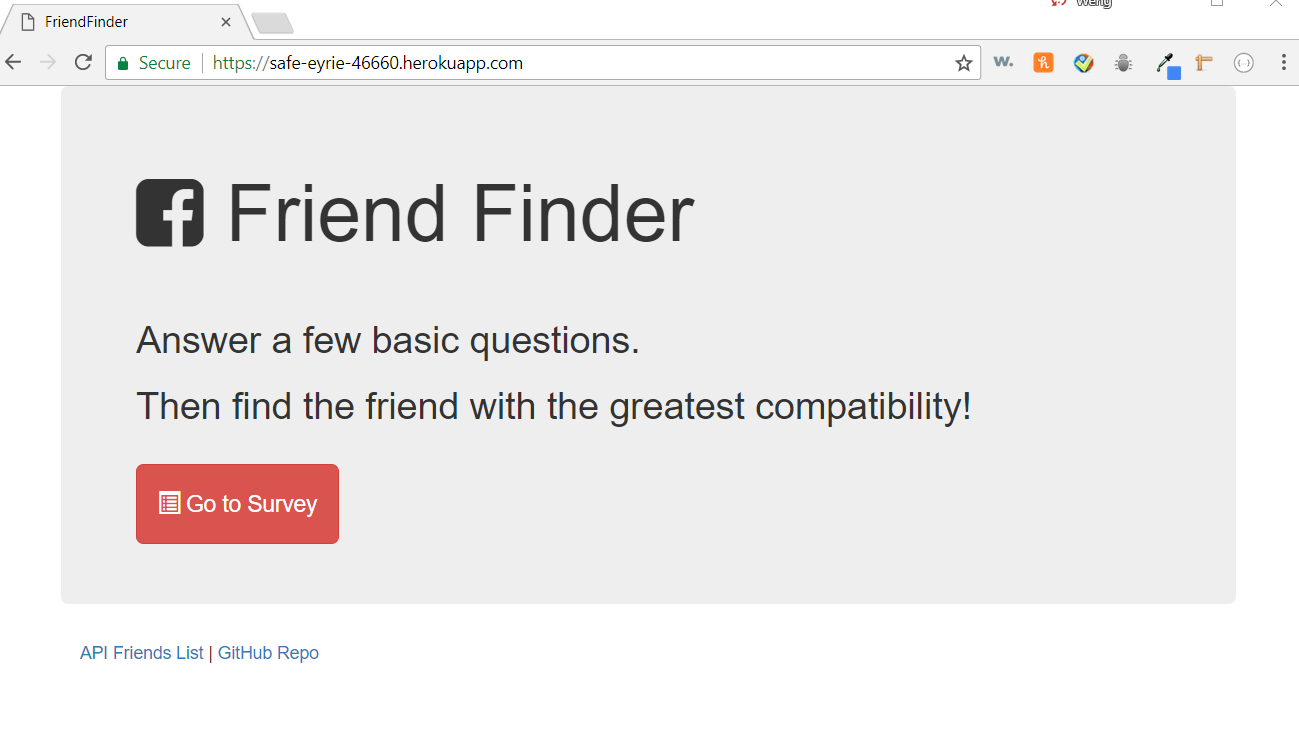 Weng
FriendFinder
Secure https://safe-eyrie-46660.herokuapp.com
w.
h
Friend Finder
Answer a few basic questions.
Then find the friend with the greatest compatibility!
Go to Survey
API Friends List | GitHub Repo